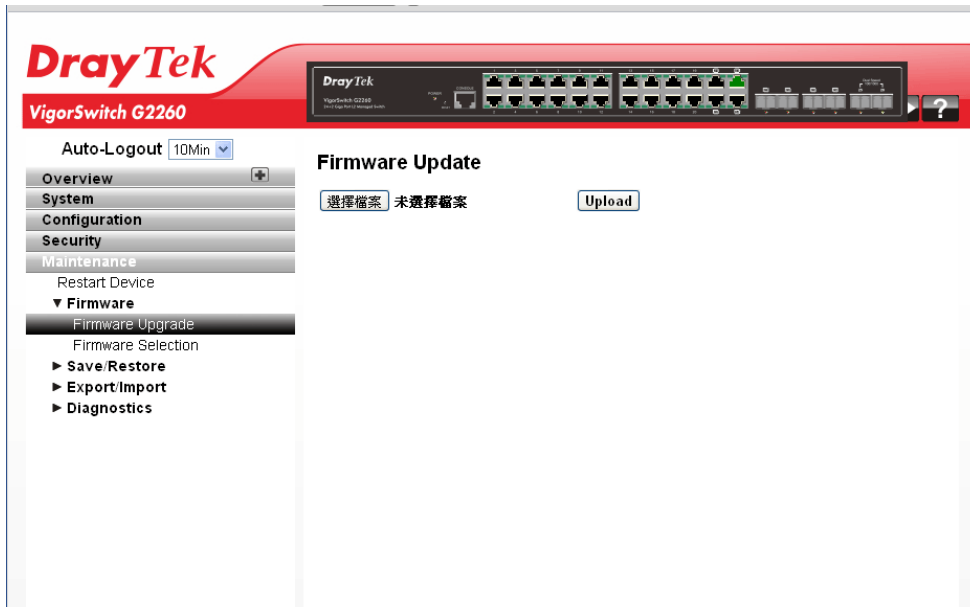 DrayTek
VigorSwitch G2260
DrayTek
VigorSwitch G2260
POWER
CONSOLE
?
Auto-Logout 10Min
Overview
System
Configuration
Security
Maintenance
Restart Device
▼ Firmware
Firmware Upgrade
Firmware Selection
► Save/Restore
► Export/Import
► Diagnostics
Firmware Update
選擇檔案 未選擇檔案 Upload